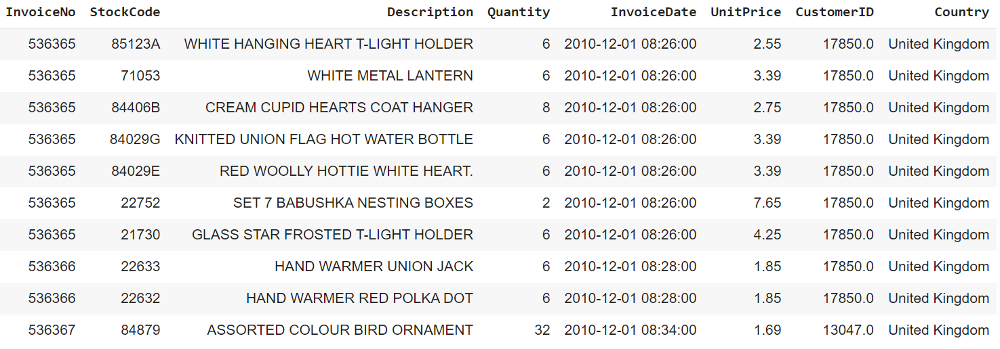 InvoiceNo StockCode Description Quantity InvoiceDate UnitPrice CustomerID Country
536365 85123A WHITE HANGING HEART T-LIGHT HOLDER 6 2010-12-01 08:26:00 2.55 17850.0 United Kingdom
536365 71053 WHITE METAL LANTERN 6 2010-12-01 08:26:00 3.39 17850.0 United Kingdom
536365 84406B CREAM CUPID HEARTS COAT HANGER 8 2010-12-01 08:26:00 2.75 17850.0 United Kingdom
536365 84029G KNITTED UNION FLAG HOT WATER BOTTLE 6 2010-12-01 08:26:00 3.39 17850.0 United Kingdom
536365 84029E RED WOOLLY HOTTIE WHITE HEART. 6 2010-12-01 08:26:00 3.39 17850.0 United Kingdom
536365 22752 SET 7 BABUSHKA NESTING BOXES 2 2010-12-01 08:26:00 7.65 17850.0 United Kingdom
536365 21730 GLASS STAR FROSTED T-LIGHT HOLDER 6 2010-12-01 08:26:00 4.25 17850.0 United Kingdom
536366 22633 HAND WARMER UNION JACK 6 2010-12-01 08:28:00 1.85 17850.0 United Kingdom
536366 22632 HAND WARMER RED POLKA DOT 6 2010-12-01 08:28:00 1.85 17850.0 United Kingdom
536367 84879 ASSORTED COLOUR BIRD ORNAMENT 32 2010-12-01 08:34:00 1.69 13047.0 United Kingdom